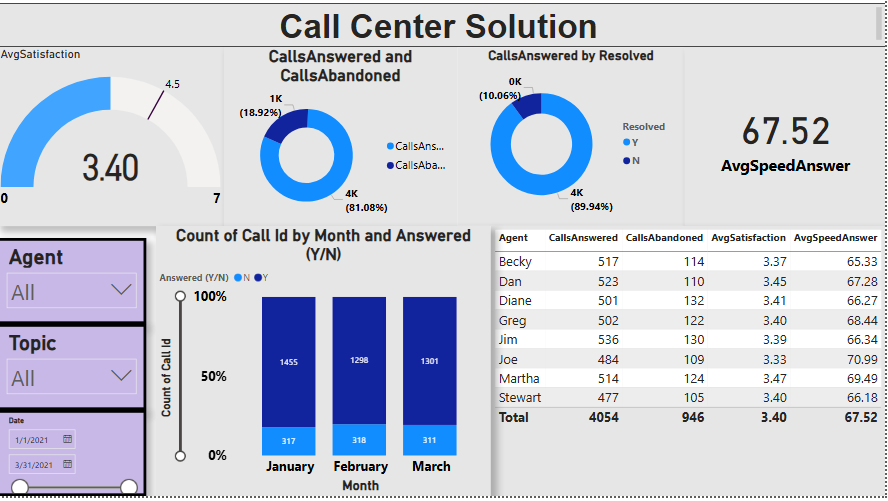 Call Center Solution
AvgSatisfaction
4.5
3.40
0
7
CallsAnswered and
CallsAbandoned
1K
(18.92%)
CallsAns...
CallsAba...
4K
(81.08%)
CallsAnswered by Resolved
0K
(10.06%)
Resolved
Y
N
4K
(89.94%)
67.52
AvgSpeedAnswer
Agent
All
Topic
All
Date
1/1/2021
3/31/2021
Count of Call Id by Month and Answered
(Y/N)
Answered (Y/N) N Y
Count of Call Id
100%
50%
0%
1455 1298 1301
317 318 311
January February March
Month
Agent CallsAnswered CallsAbandoned AvgSatisfaction AvgSpeedAnswer
Becky 517 114 3.37 65.33
Dan 523 110 3.45 67.28
Diane 501 132 3.41 66.27
Greg 502 122 3.40 68.44
Jim 536 130 3.39 66.34
Joe 484 109 3.33 70.99
Martha 514 124 3.47 69.49
Stewart 477 105 3.40 66.18
Total 4054 946 3.40 67.52